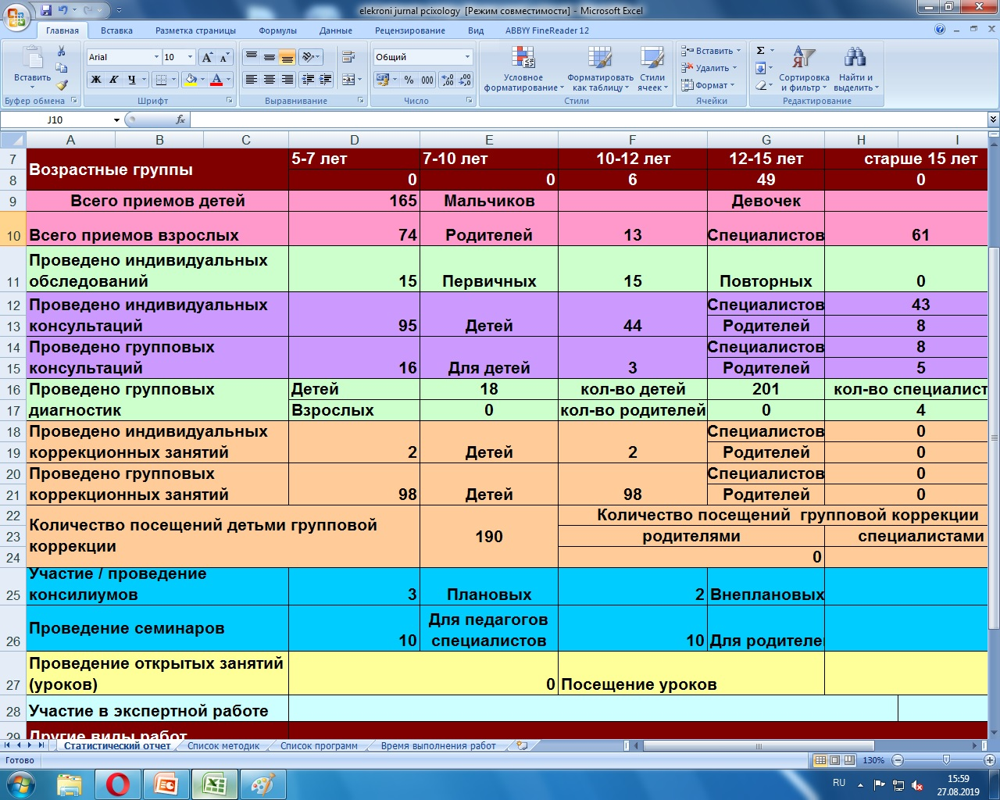 elekroni jurnal pcixology [Режим совместимости] - Microsoft Excel
Главная Вставка Разметка страницы Формулы Данные Рецензирование Вид ABBYY FineReader 12
Вставить
Буфер обмена
Arial 10
Ж К Ч
Шрифт
Выравнивание
Общий
% 000
Число
Условное форматирование
Форматировать как таблицу
Стили ячеек
Стили
Вставить
Удалить
Формат
Ячейки
Сортировка и фильтр
Найти и выделить
Редактирование
J10 fx
A B C D E F G H I
7 Возрастные группы 5-7 лет 7-10 лет 10-12 лет 12-15 лет старше 15 лет
8 0 0 6 49 0
9 Всего приемов детей 165 Мальчиков Девочек
10 Всего приемов взрослых 74 Родителей 13 Специалистов 61
11 Проведено индивидуальных обследований 15 Первичных 15 Повторных 0
12 Проведено индивидуальных Специалистов 43
13 консультаций 95 Детей 44 Родителей 8
14 Проведено групповых Специалистов 8
15 консультаций 16 Для детей 3 Родителей 5
16 Проведено групповых Детей 18 кол-во детей 201 кол-во специалист
17 диагностик Взрослых 0 кол-во родителей 0 4
18 Проведено индивидуальных Специалистов 0
19 коррекционных занятий 2 Детей 2 Родителей 0
20 Проведено групповых Специалистов 0
21 коррекционных занятий 98 Детей 98 Родителей 0
22 Количество посещений групповой коррекции
23 Количество посещений детьми групповой коррекции 190 родителями специалистами
24 0
25 Участие / проведение консилиумов 3 Плановых 2 Внеплановых
26 Проведение семинаров 10 Для педагогов специалистов 10 Для родителе
27 Проведение открытых занятий (уроков) 0 Посещение уроков
28 Участие в экспертной работе
29 Другие виды работ
Статистический отчет Список методик Список программ Время выполнения работ
Готово 130%
RU 15:59
27.08.2019